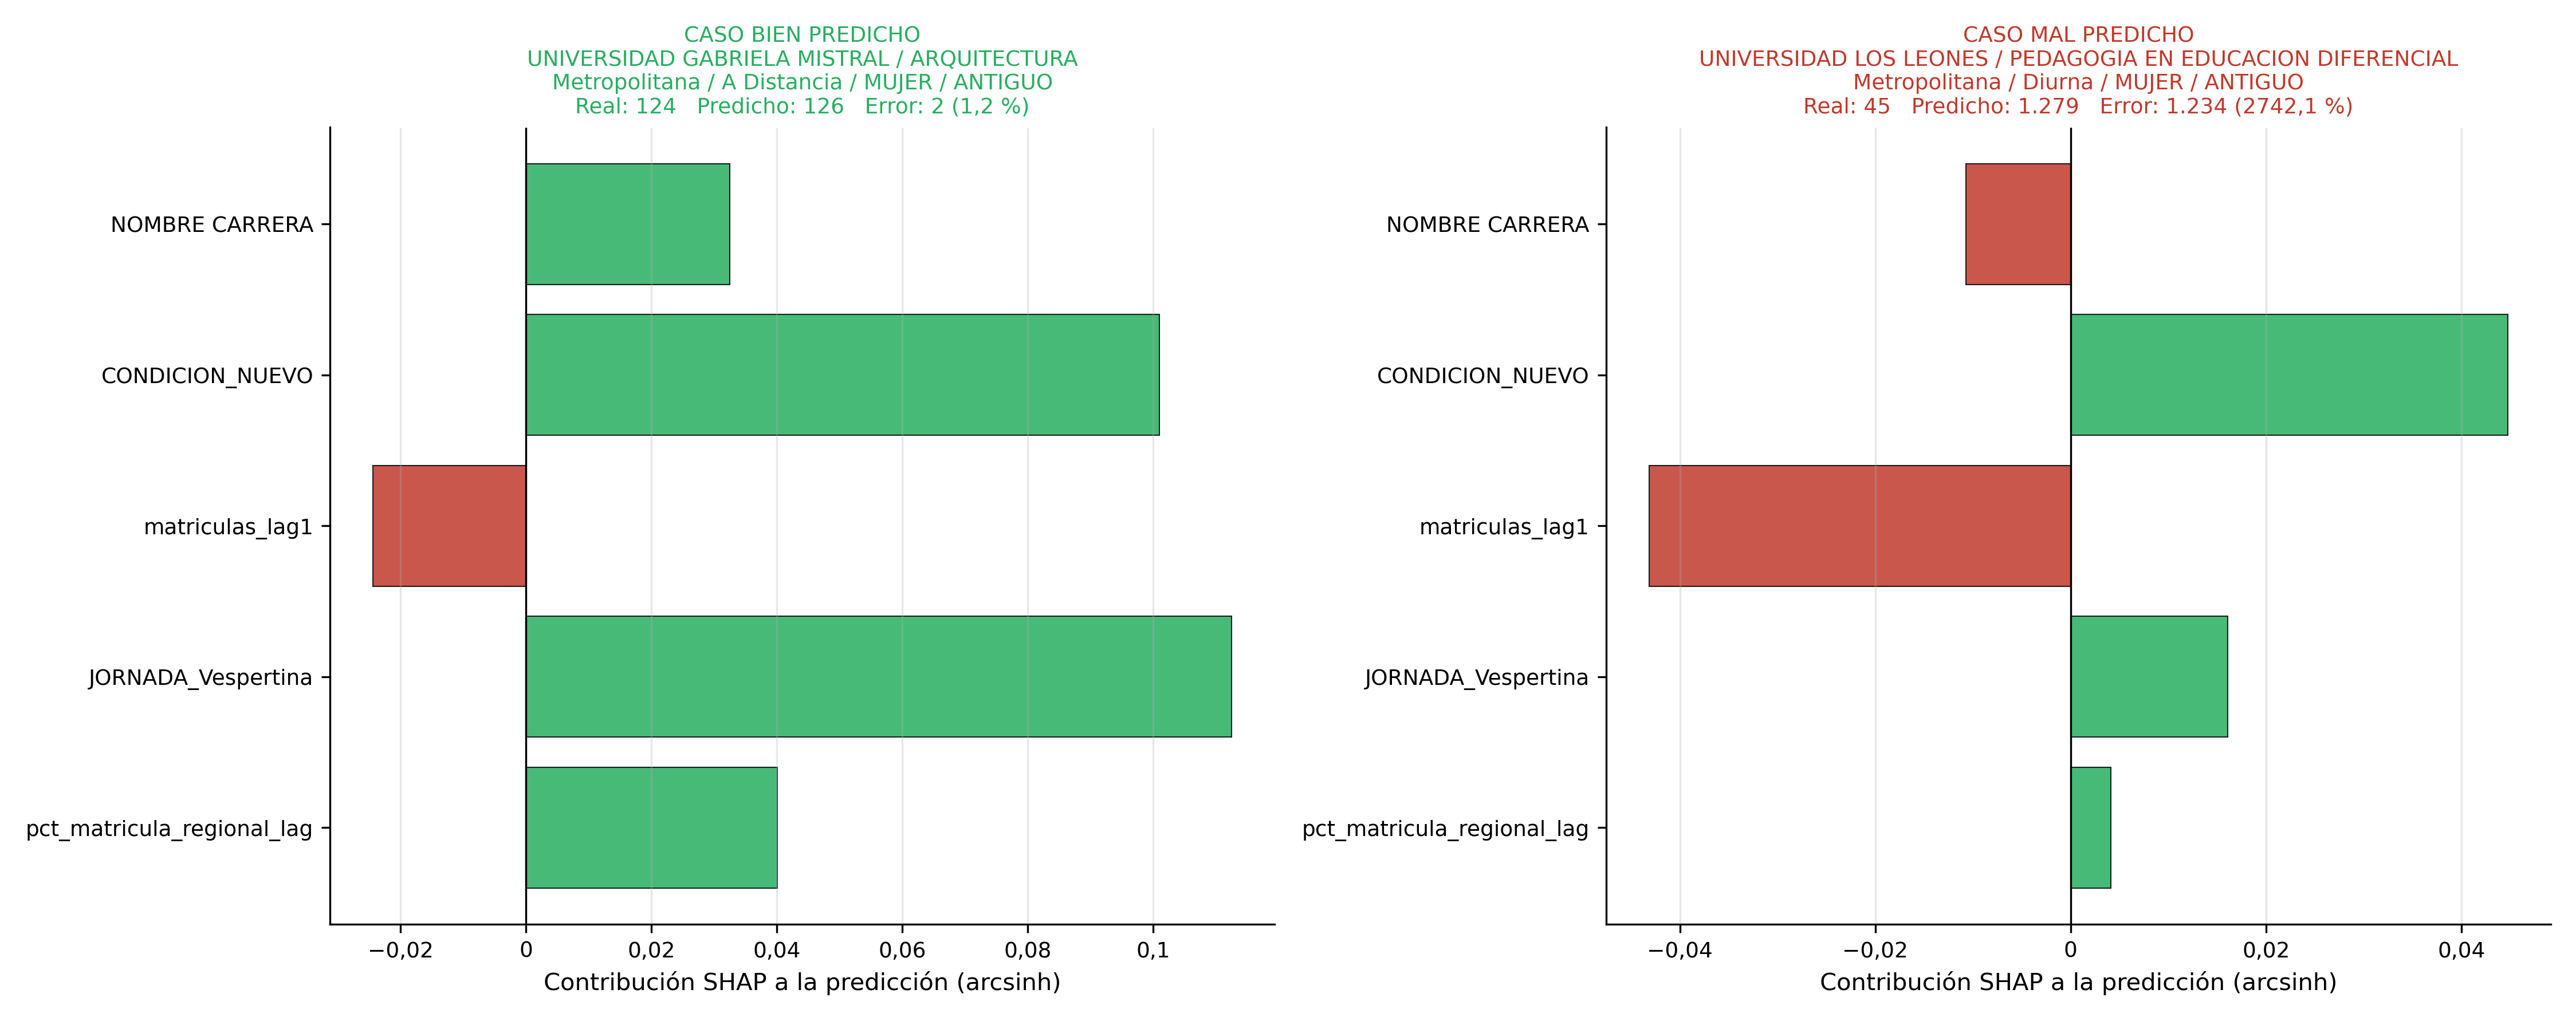 CASO BIEN PREDICHO
UNIVERSIDAD GABRIELA MISTRAL / ARQUITECTURA
Metropolitana / A Distancia / MUJER / ANTIGUO
Real: 124   Predicho: 126   Error: 2 (1,2 %)
NOMBRE CARRERA
CONDICION_NUEVO
matriculas_lag1
JORNADA_Vespertina
pct_matricula_regional_lag
−0,02 0 0,02 0,04 0,06 0,08 0,1
Contribución SHAP a la predicción (arcsinh)
CASO MAL PREDICHO
UNIVERSIDAD LOS LEONES / PEDAGOGIA EN EDUCACION DIFERENCIAL
Metropolitana / Diurna / MUJER / ANTIGUO
Real: 45   Predicho: 1.279   Error: 1.234 (2742,1 %)
NOMBRE CARRERA
CONDICION_NUEVO
matriculas_lag1
JORNADA_Vespertina
pct_matricula_regional_lag
−0,04 −0,02 0 0,02 0,04
Contribución SHAP a la predicción (arcsinh)